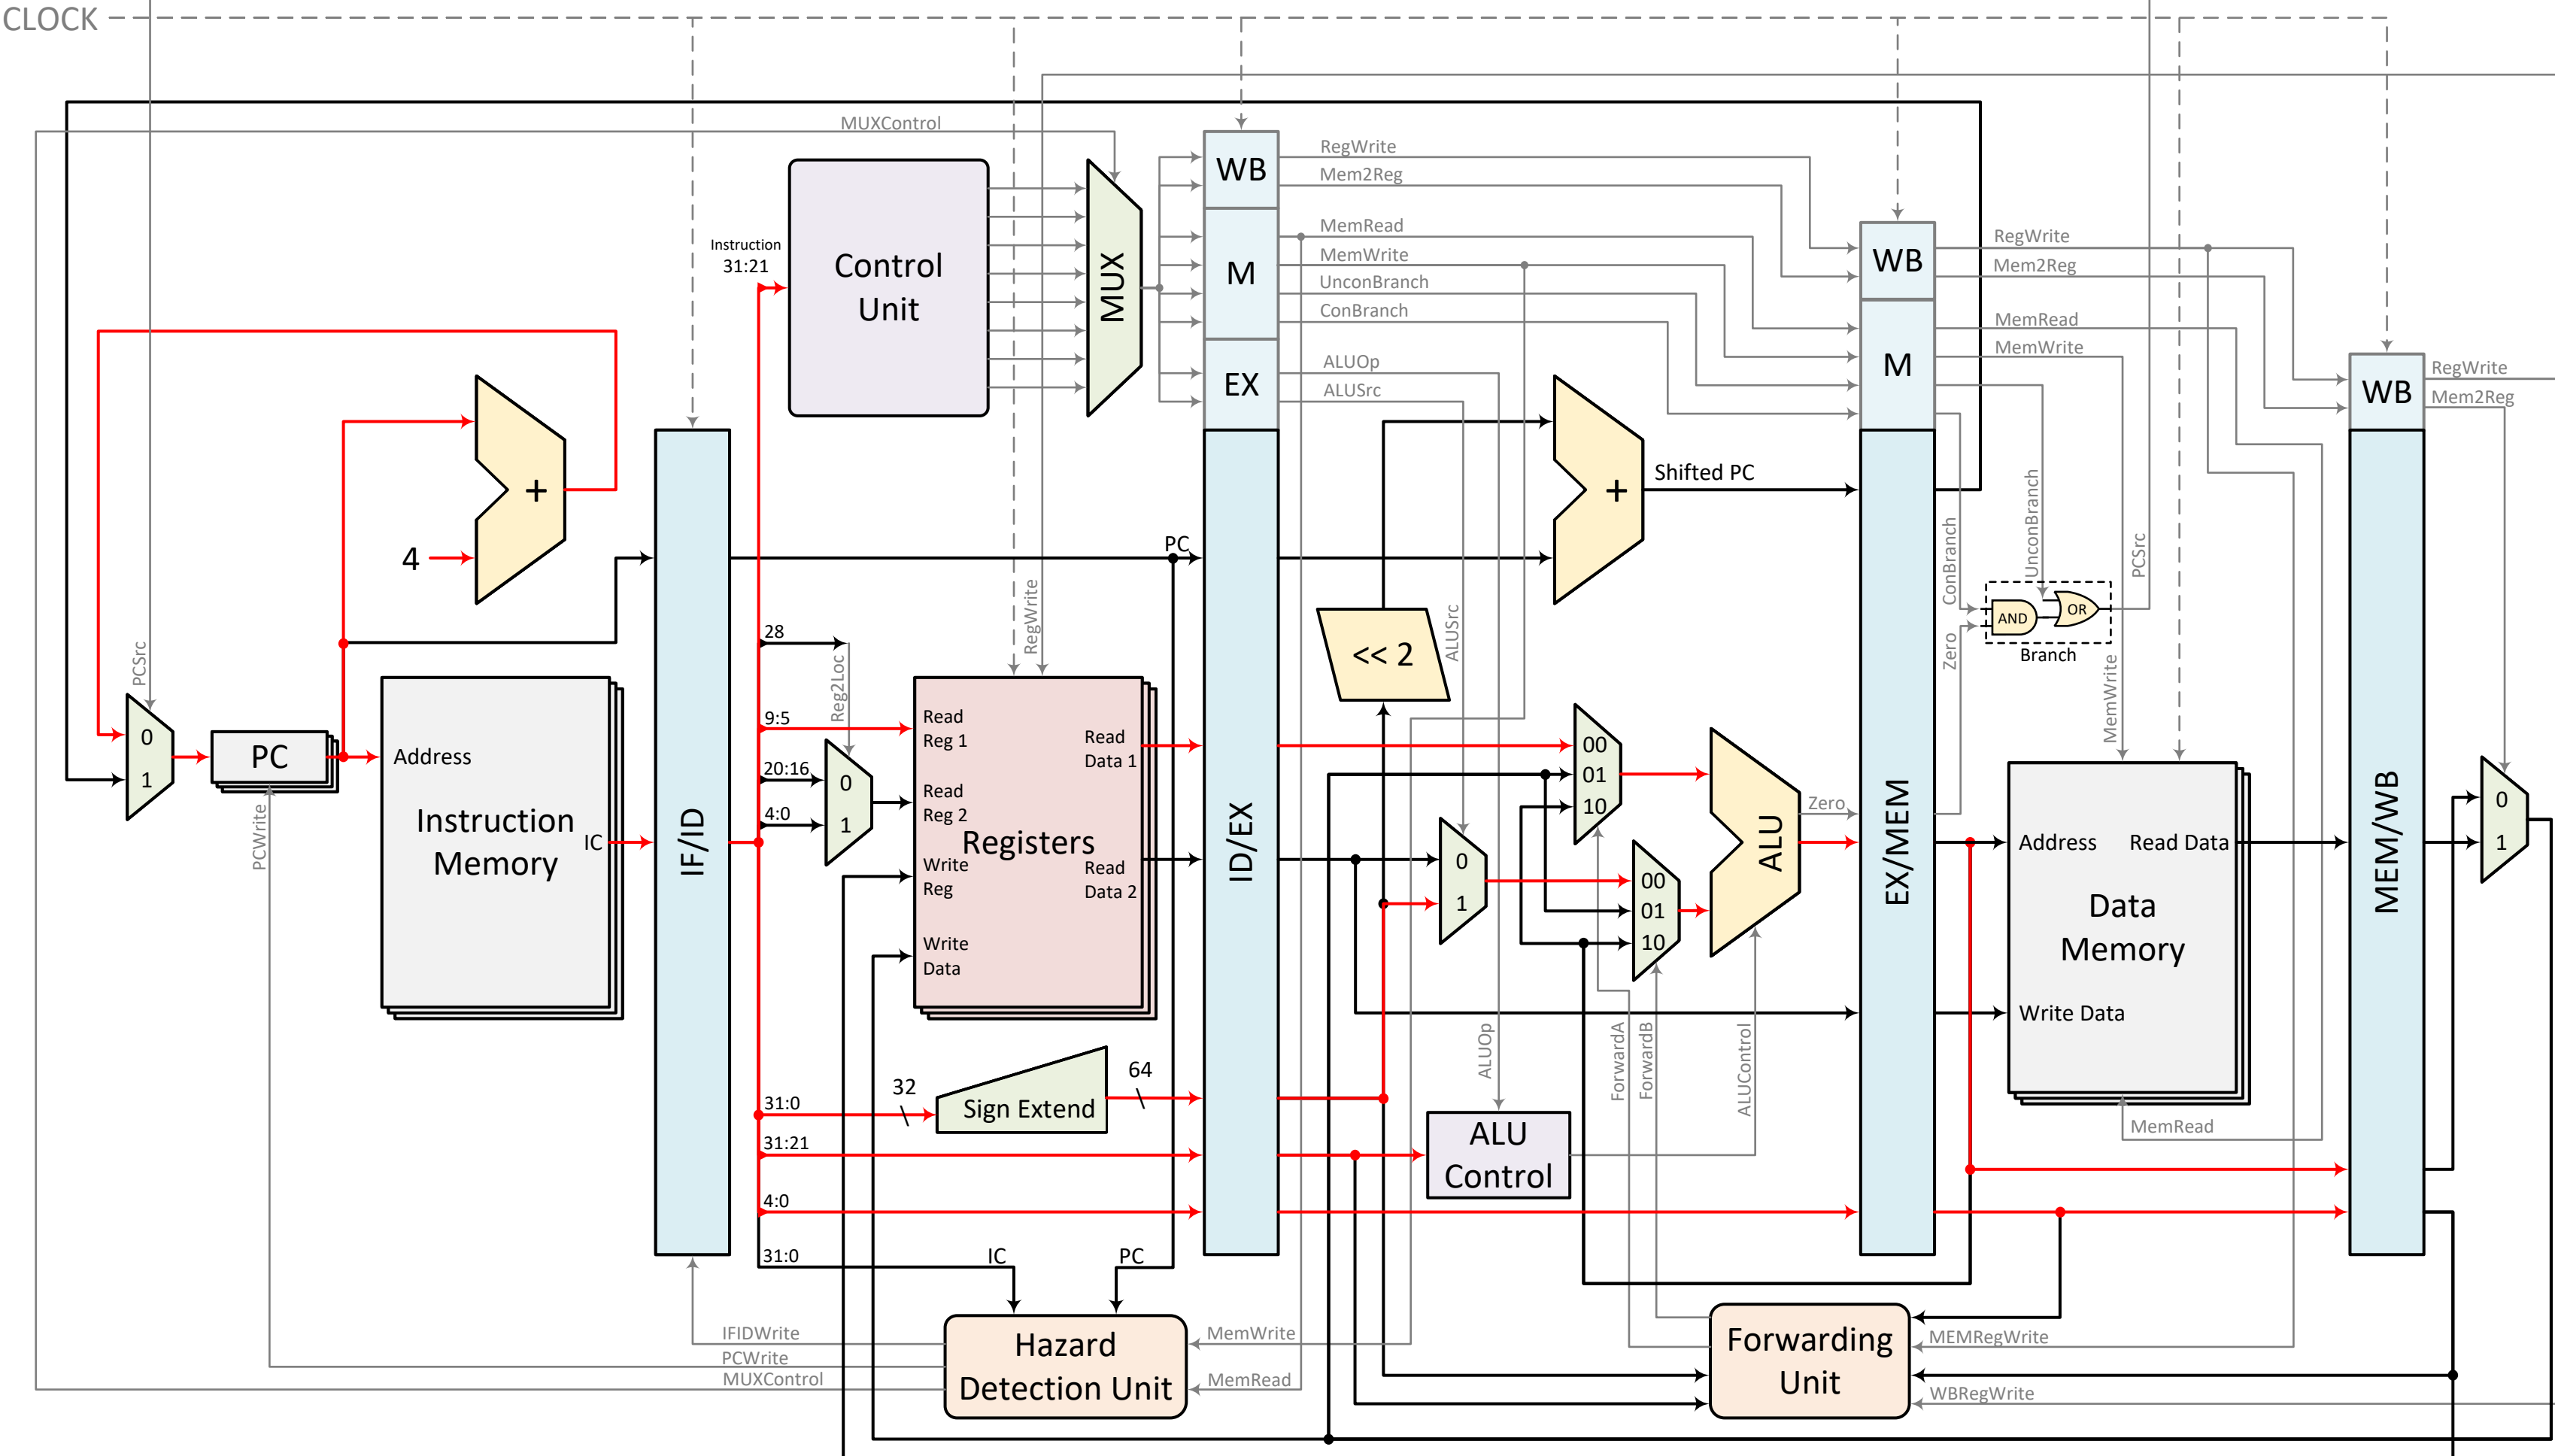 CLOCK
MUXControl
RegWrite
Mem2Reg
MemRead
MemWrite
UnconBranch
ConBranch
ALUOp
ALUSrc
WB
M
EX
Instruction
31:21
Control
Unit
MUX
WB
M
RegWrite
Mem2Reg
MemRead
MemWrite
WB
RegWrite
Mem2Reg
+
4
+
Shifted PC
PC
PCSrc
28
Reg2Loc
RegWrite
ALUSrc
<< 2
ConBranch
UnconBranch
PCSrc
Zero
AND
OR
Branch
MemWrite
0
1
PC
PCWrite
Address
Instruction
Memory
IC
IF/ID
9:5
20:16
4:0
0
1
Read
Reg 1
Read
Data 1
Read
Reg 2
Registers
Write
Reg
Read
Data 2
Write
Data
ID/EX
0
1
00
01
10
00
01
10
ALU
Zero
EX/MEM
Address
Read Data
Data
Memory
Write Data
MemRead
MEM/WB
0
1
31:0
32
Sign Extend
64
31:21
4:0
31:0
IC
PC
ALUOp
ForwardA
ForwardB
ALUControl
ALU
Control
IFIDWrite
PCWrite
MUXControl
Hazard
Detection Unit
MemWrite
MemRead
Forwarding
Unit
MEMRegWrite
WBRegWrite